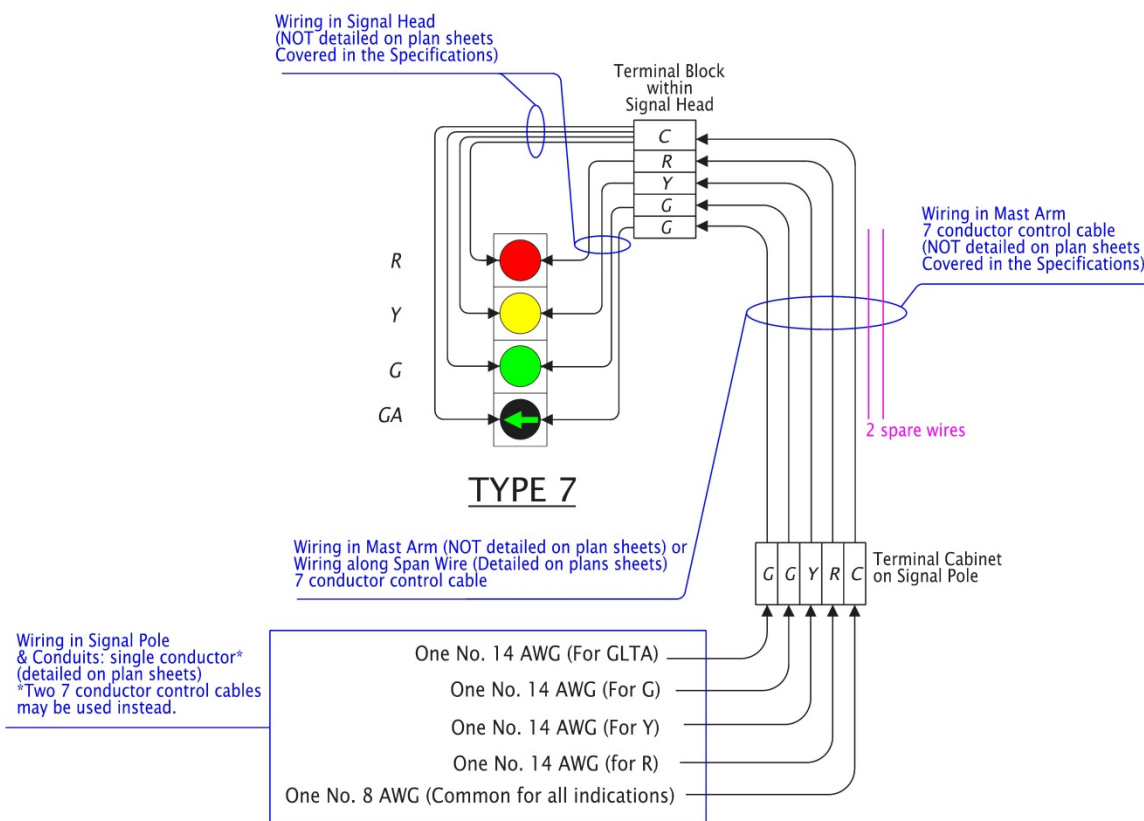 Wiring in Signal Head
(NOT detailed on plan sheets
Covered in the Specifications)
Terminal Block
within
Signal Head
C
R
Y
G
G
Wiring in Mast Arm
7 conductor control cable
(NOT detailed on plan sheets
Covered in the Specifications)
R
Y
G
GA
2 spare wires
TYPE 7
Wiring in Mast Arm (NOT detailed on plan sheets) or
Wiring along Span Wire (Detailed on plans sheets)
7 conductor control cable
G G Y R C
Terminal Cabinet
on Signal Pole
Wiring in Signal Pole
& Conduits: single conductor*
(detailed on plan sheets)
*Two 7 conductor control cables
may be used instead.
One No. 14 AWG (For GLTA)
One No. 14 AWG (For G)
One No. 14 AWG (For Y)
One No. 14 AWG (for R)
One No. 8 AWG (Common for all indications)